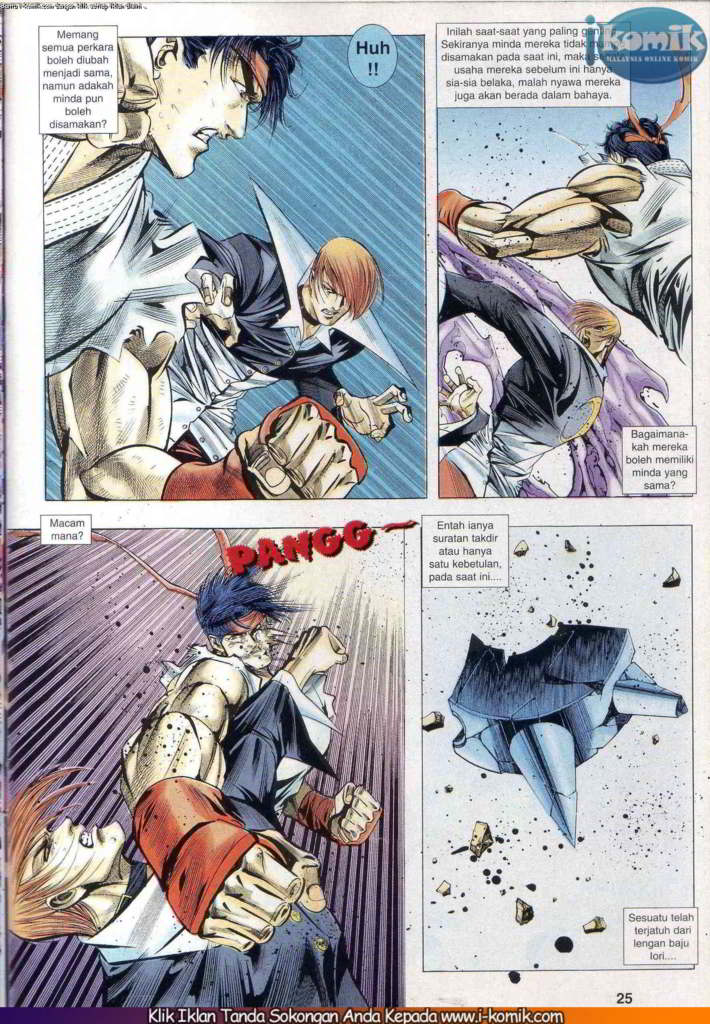 Memang
semua perkara
boleh diubah
menjadi sama,
namun adakah
minda pun
boleh
disamakan?
Huh
!!
Inilah saat-saat yang paling
Sekiranya minda mereka tidak
disamakan pada saat ini, maka
usaha mereka sebelum ini hanya
sia-sia belaka, malah nyawa mereka
juga akan berada dalam bahaya.
ikomik
MALAYSIA ONLINE KOMIK
Bagaimana-
kah mereka
boleh memiliki
minda yang
sama?
Macam
mana?
PANGG~
Entah ianya
suratan takdir
atau hanya
satu kebetulan,
pada saat ini....
Sesuatu telah
terjatuh dari
lengan baju
Iori....
25
Klik Iklan Tanda Sokongan Anda Kepada www.i-komik.com